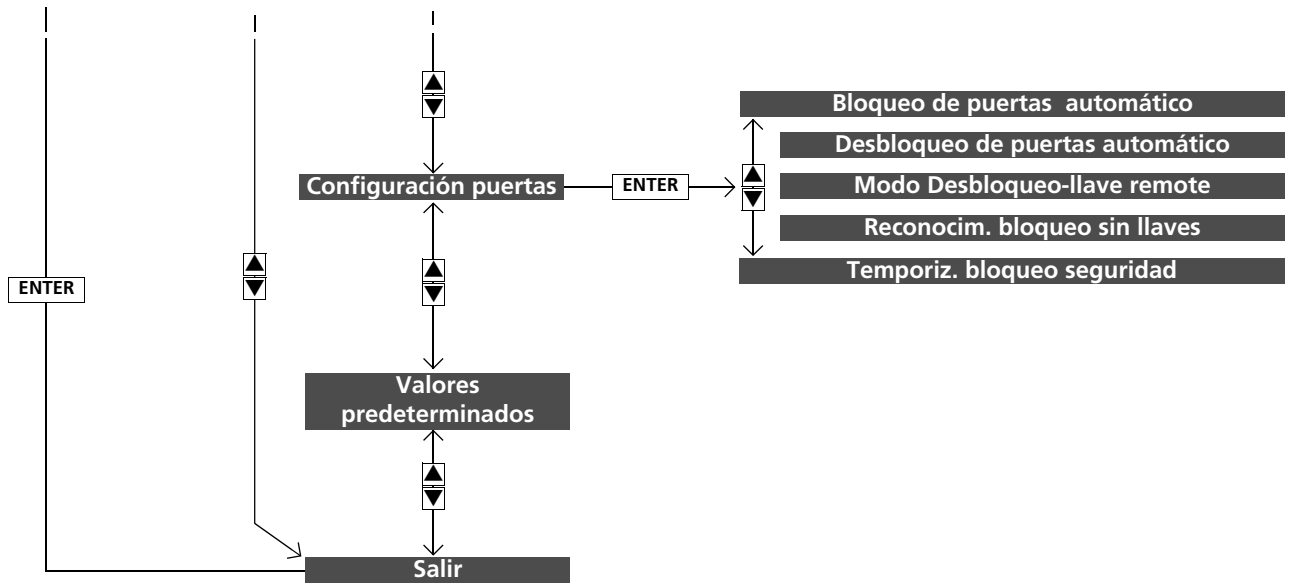 Bloqueo de puertas automático
Desbloqueo de puertas automático
Configuración puertas
ENTER
Modo Desbloqueo-llave remote
Reconocim. bloqueo sin llaves
Temporiz. bloqueo seguridad
ENTER
Valores
predeterminados
Salir